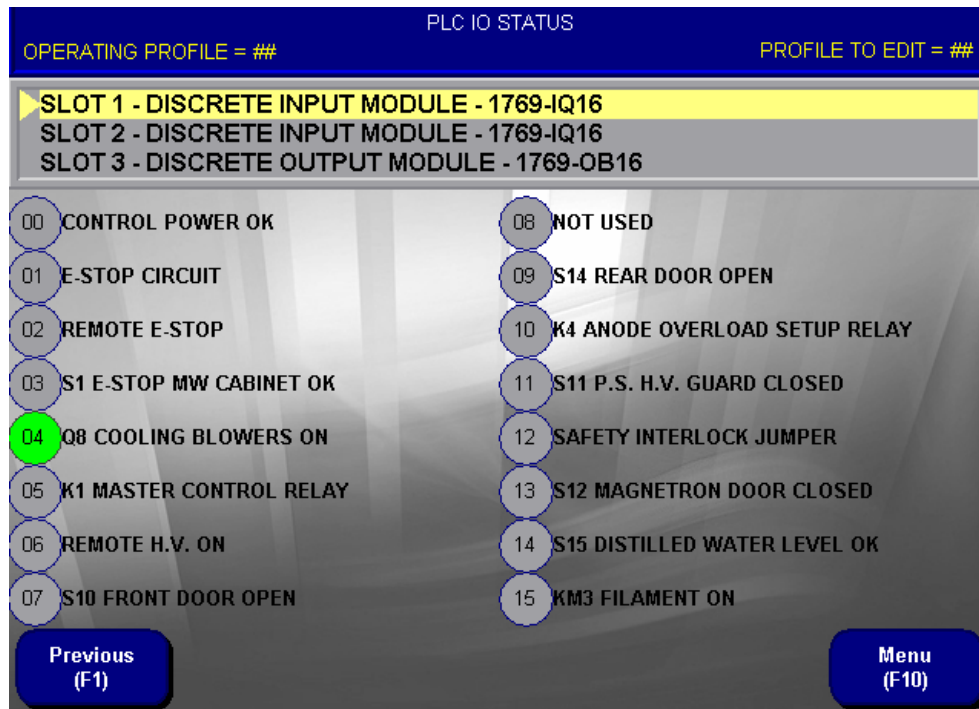 PLC IO STATUS
OPERATING PROFILE = ##
PROFILE TO EDIT = ##
SLOT 1 - DISCRETE INPUT MODULE - 1769-IQ16
SLOT 2 - DISCRETE INPUT MODULE - 1769-IQ16
SLOT 3 - DISCRETE OUTPUT MODULE - 1769-OB16
00 CONTROL POWER OK
01 E-STOP CIRCUIT
02 REMOTE E-STOP
03 S1 E-STOP MW CABINET OK
04 Q8 COOLING BLOWERS ON
05 K1 MASTER CONTROL RELAY
06 REMOTE H.V. ON
07 S10 FRONT DOOR OPEN
08 NOT USED
09 S14 REAR DOOR OPEN
10 K4 ANODE OVERLOAD SETUP RELAY
11 S11 P.S. H.V. GUARD CLOSED
12 SAFETY INTERLOCK JUMPER
13 S12 MAGNETRON DOOR CLOSED
14 S15 DISTILLED WATER LEVEL OK
15 KM3 FILAMENT ON
Previous
(F1)
Menu
(F10)